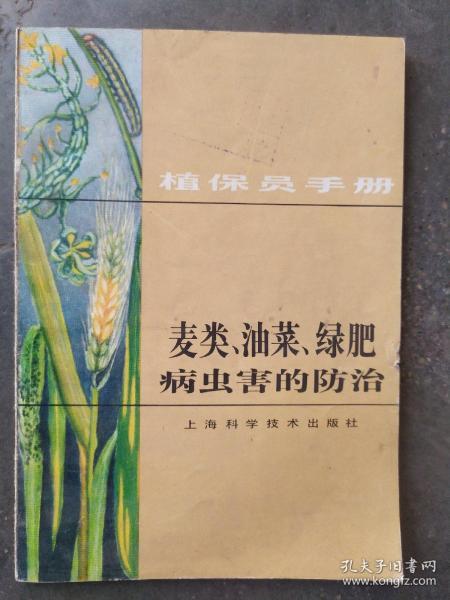 植保员手册
麦类、油菜、绿肥
病虫害的防治
上海科学技术出版社
孔夫子旧书网
www.kongfz.com